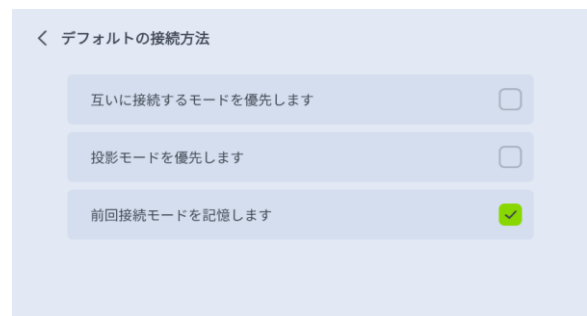 デフォルトの接続方法
互いに接続するモードを優先します
投影モードを優先します
前回接続モードを記憶します